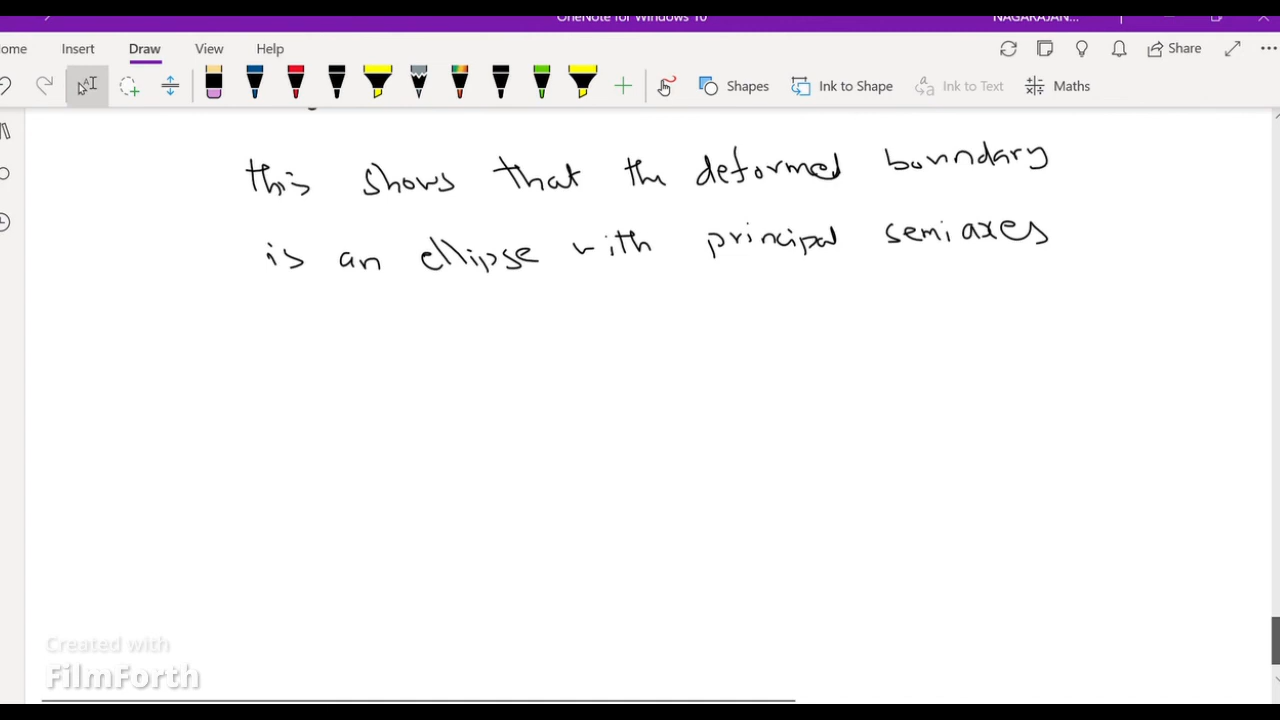 OneNote for Windows 10 NAGARAJAN...
ome Insert Draw View Help Share
Shapes Ink to Shape Ink to Text Maths
this shows that the deformed boundary
is an ellipse with principal semiaxes
Created with
FilmForth